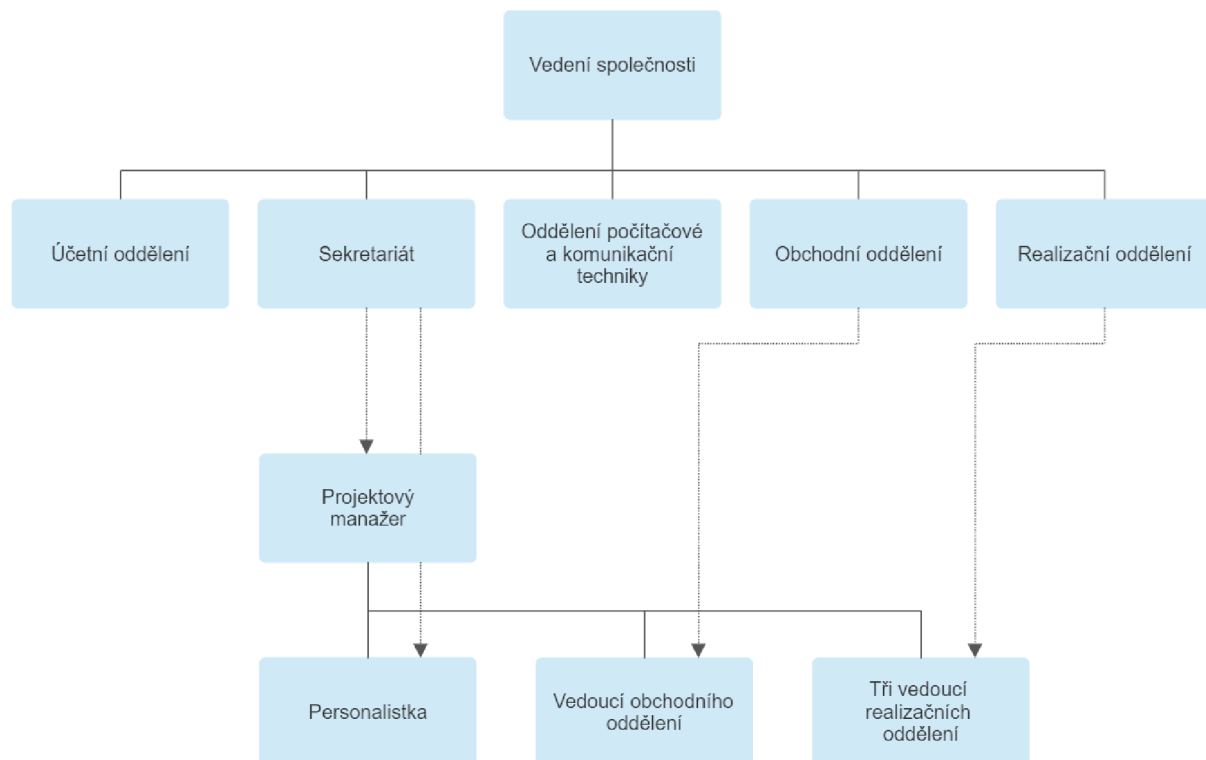 Vedení společnosti
Účetní oddělení
Sekretariát
Oddělení počítačové
a komunikační
techniky
Obchodní oddělení
Realizační oddělení
Projektový
manažer
Personalistka
Vedoucí obchodního
oddělení
Tři vedoucí
realizačních
oddělení